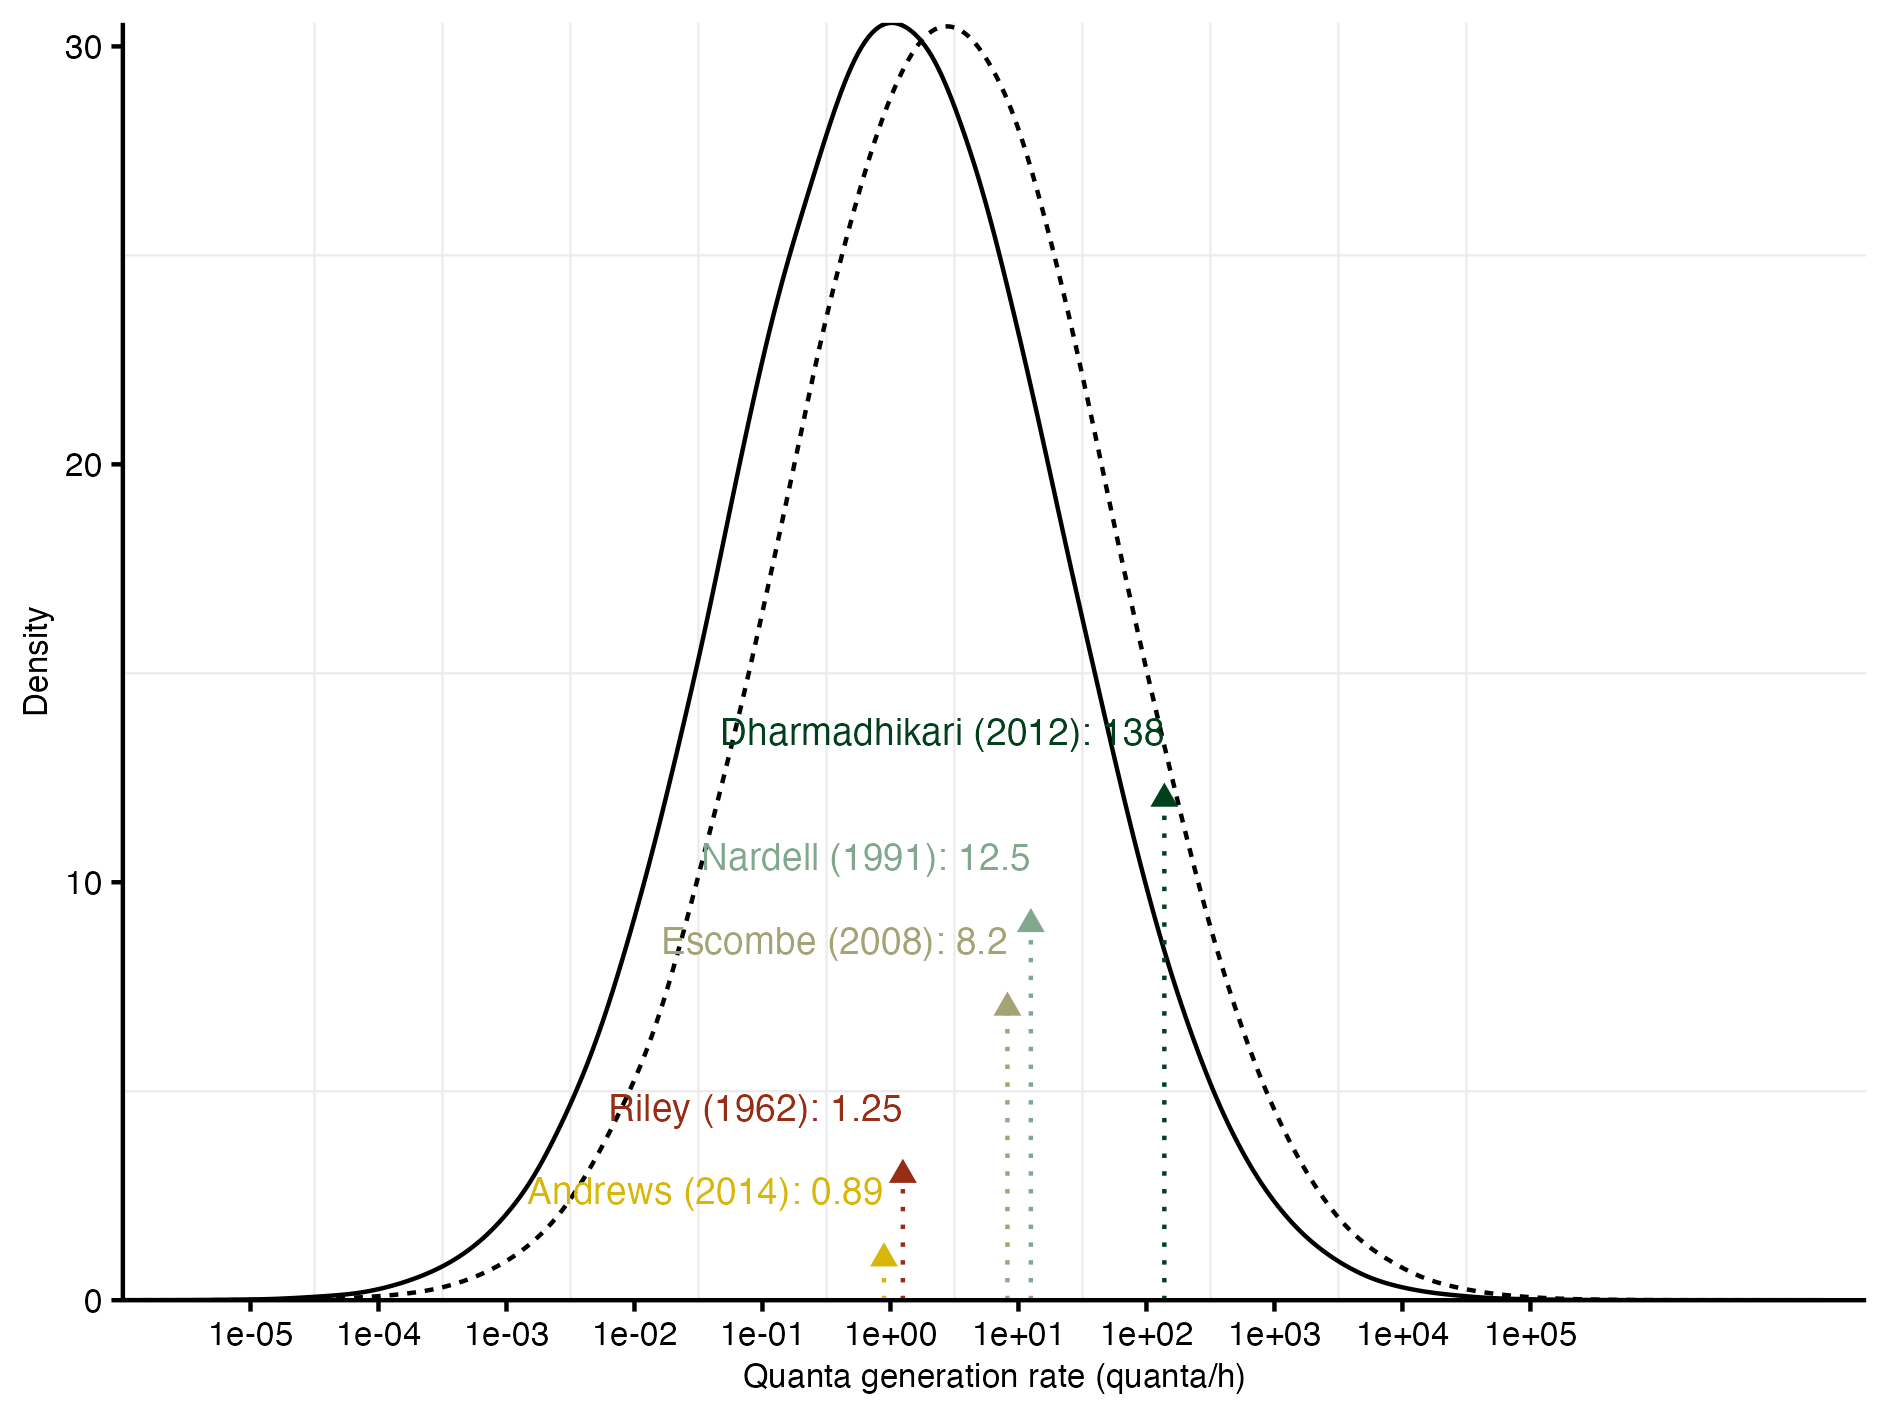 30
20
10
0
Density
Dharmadhikari (2012): 138
Nardell (1991): 12.5
Escombe (2008): 8.2
Riley (1962): 1.25
Andrews (2014): 0.89
1e-05 1e-04 1e-03 1e-02 1e-01 1e+00 1e+01 1e+02 1e+03 1e+04 1e+05
Quanta generation rate (quanta/h)